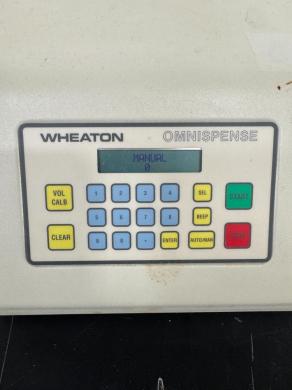 WHEATON OMNISPENSE
MANUAL
0
VOL CALB 1 2 3 4 SEL START
5 6 7 8 BEEP
CLEAR 9 0 ENTER AUTO/MAN